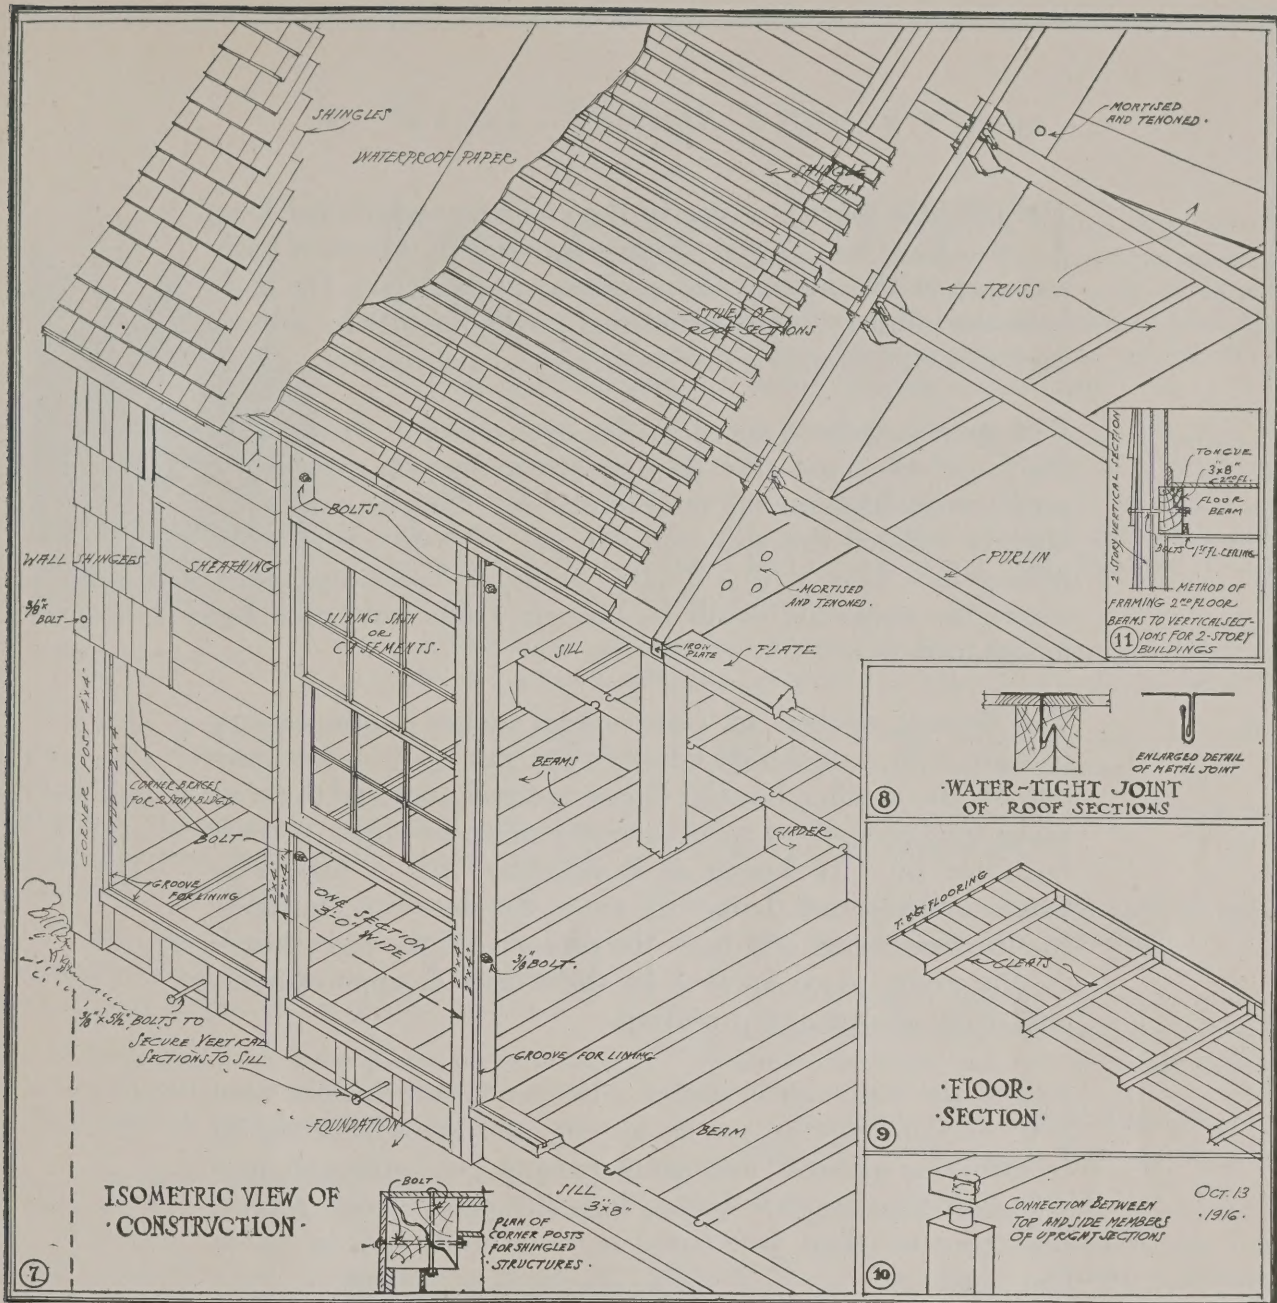 SHINGLES
WATERPROOF PAPER
SHINGLE
LATHS
MORTISED
AND TENONED.
TRUSS
STILES OF
ROOF SECTIONS
BOLTS
PURLIN
MORTISED
AND TENONED.
WALL SHINGLES
SHEATHING
3/8" x
BOLT
SLIDING SASH
OR
CASEMENTS.
SILL
IRON
PLATE
FLATE
CORNER POST 4"x4"
STUD 2"x4"
CORNER BRACES
FOR 2 STORY BLDGS
BOLT
GROOVE
FOR LINING
2"x4"
2"x4"
ONE SECTION
3'-0" WIDE
BEAMS
GIRDER
2"x4"
2"x4"
3/8" BOLT.
3/8" x 5½" BOLTS TO
SECURE VERTICAL
SECTIONS TO SILL
GROOVE FOR LINING
FOUNDATION
BEAM
SILL
3"x8"
ISOMETRIC VIEW OF
·CONSTRUCTION·
7
BOLT
PLAN OF
CORNER POSTS
FOR SHINGLED
·STRUCTURES.
2 STORY VERTICAL SECTION
TONGUE
3"x8"
2ND FL.
FLOOR
BEAM
BOLTS
1ST FL. CEILING
METHOD OF
FRAMING 2ND FLOOR
BEAMS TO VERTICAL SECT-
IONS FOR 2-STORY
BUILDINGS
11
ENLARGED DETAIL
OF METAL JOINT
·WATER-TIGHT JOINT
OF ROOF SECTIONS
8
T. & G. FLOORING
CLEATS
·FLOOR·
·SECTION·
9
CONNECTION BETWEEN
TOP AND SIDE MEMBERS
OF UPRIGHT SECTIONS
OCT. 13
·1916·
10